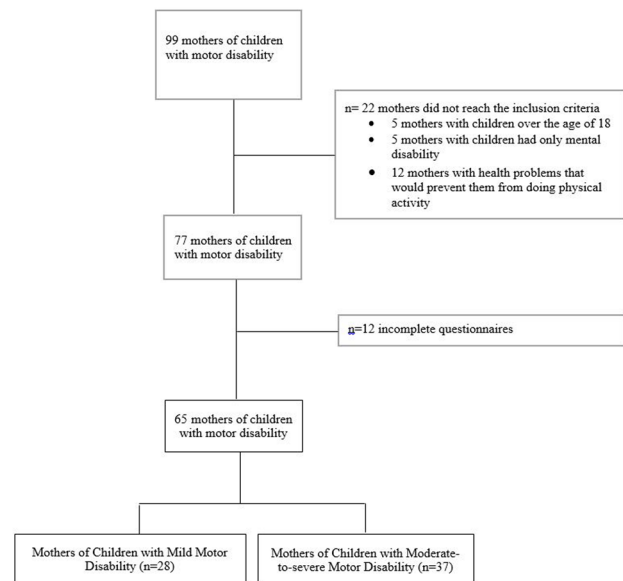 99 mothers of children
with motor disability
n= 22 mothers did not reach the inclusion criteria
• 5 mothers with children over the age of 18
• 5 mothers with children had only mental
disability
• 12 mothers with health problems that
would prevent them from doing physical
activity
77 mothers of children
with motor disability
n=12 incomplete questionnaires
65 mothers of children
with motor disability
Mothers of Children with Mild Motor
Disability (n=28)
Mothers of Children with Moderate-
to-severe Motor Disability (n=37)